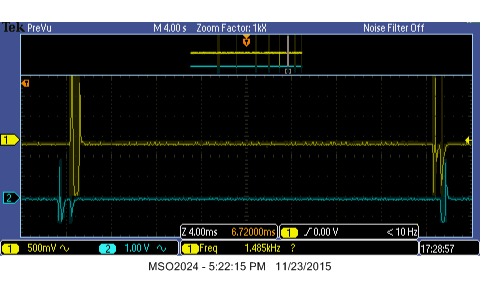 Tek PreVu M 4.00 s Zoom Factor: 1kX Noise Filter Off
T
[ ]
T
1
2
Z 4.00ms 6.72000ms 1 / 0.00 V < 10 Hz
1 500mV 2 1.00 V 1 Freq 1.485kHz ? 17:28:57
MSO2024 - 5:22:15 PM 11/23/2015